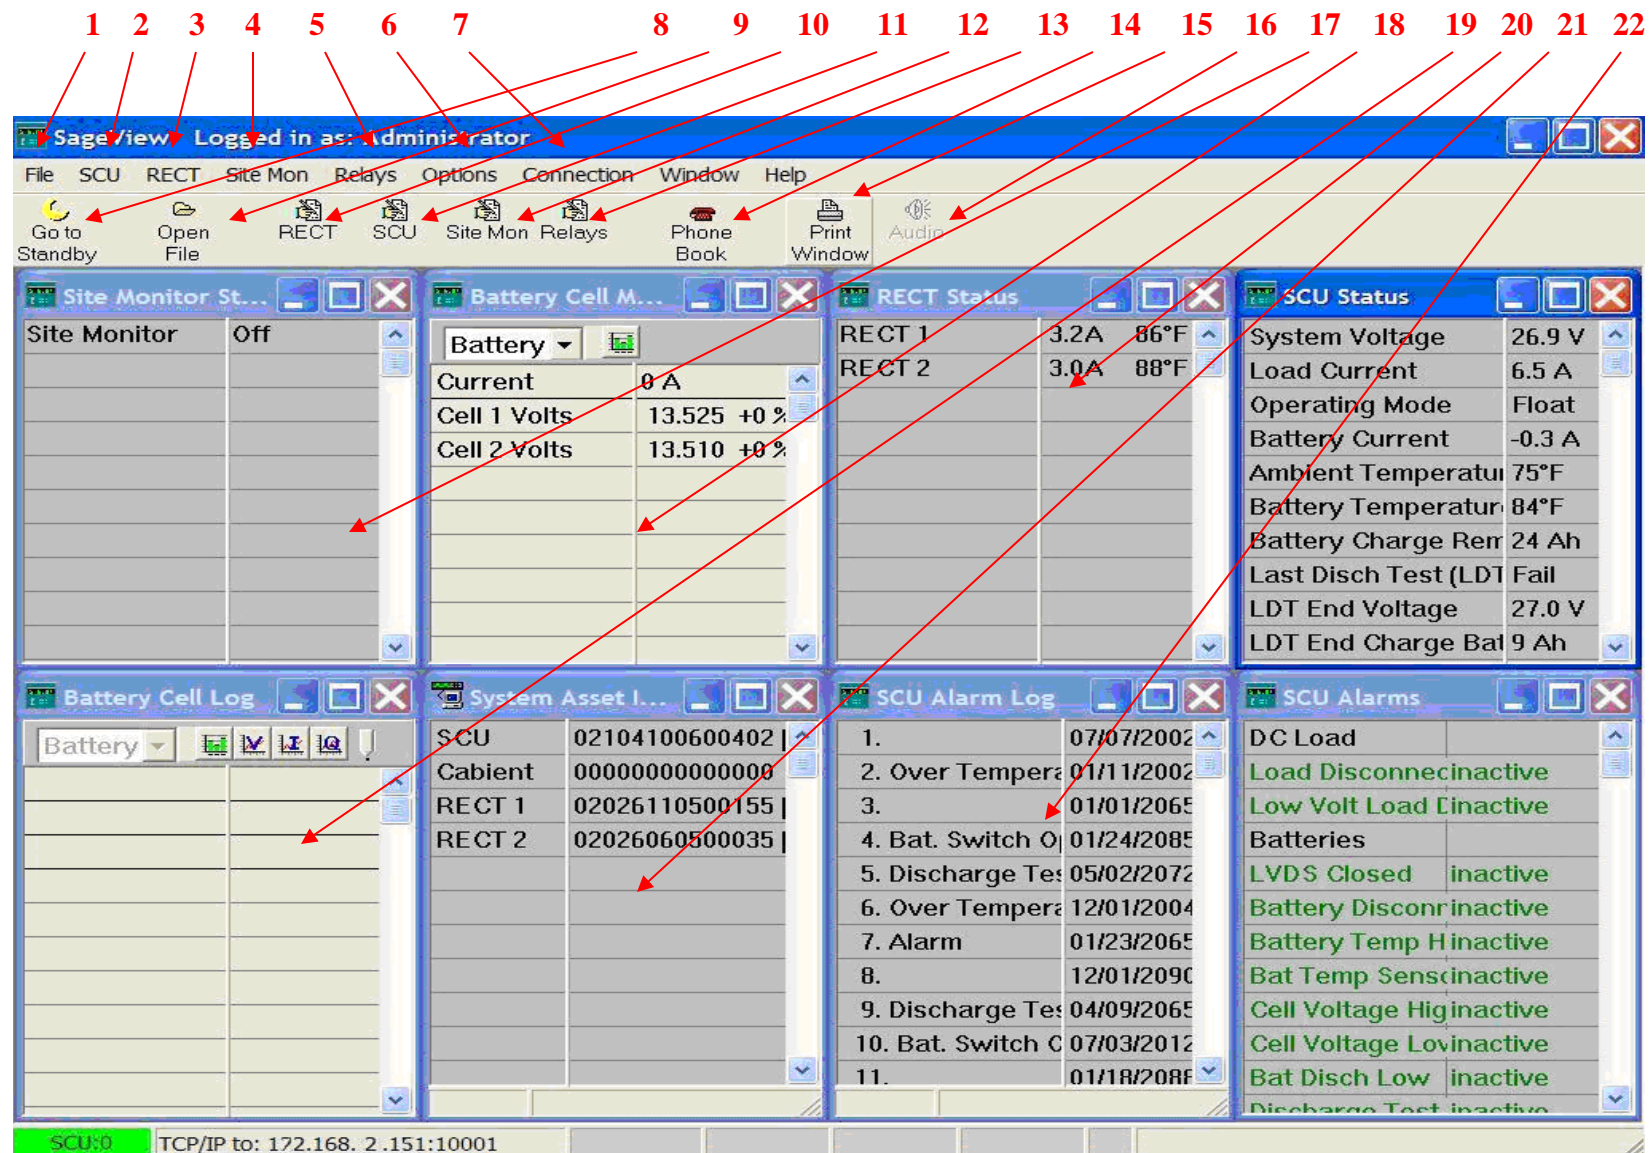 1 2 3 4 5 6 7 8 9 10 11 12 13 14 15 16 17 18 19 20 21 22
SageView Logged in as: Administrator
File SCU RECT Site Mon Relays Options Connection Window Help
Go to Standby
Open File
RECT
SCU
Site Mon
Relays
Phone Book
Print Window
Audio
Site Monitor St...
Site Monitor Off
Battery Cell M...
Battery
Current 0 A
Cell 1 Volts 13.525 +0 %
Cell 2 Volts 13.510 +0 %
RECT Status
RECT 1 3.2A 86°F
RECT 2 3.0A 88°F
SCU Status
System Voltage 26.9 V
Load Current 6.5 A
Operating Mode Float
Battery Current -0.3 A
Ambient Temperatu 75°F
Battery Temperatur 84°F
Battery Charge Rem 24 Ah
Last Disch Test (LDT Fail
LDT End Voltage 27.0 V
LDT End Charge Bat 9 Ah
Battery Cell Log
Battery
System Asset I...
SCU 02104100600402 |
Cabient 00000000000000
RECT 1 02026110500155 |
RECT 2 02026060500035 |
SCU Alarm Log
1. 07/07/2002
2. Over Tempera 01/11/2002
3. 01/01/2065
4. Bat. Switch O 01/24/2085
5. Discharge Tes 05/02/2072
6. Over Tempera 12/01/2004
7. Alarm 01/23/2065
8. 12/01/2090
9. Discharge Tes 04/09/2065
10. Bat. Switch C 07/03/2012
11. 01/18/208
SCU Alarms
DC Load
Load Disconnec inactive
Low Volt Load D inactive
Batteries
LVDS Closed inactive
Battery Disconn inactive
Battery Temp H inactive
Bat Temp Senso inactive
Cell Voltage Hig inactive
Cell Voltage Lov inactive
Bat Disch Low inactive
Discharge Test inactive
SCU:0 TCP/IP to: 172.168. 2 .151:10001